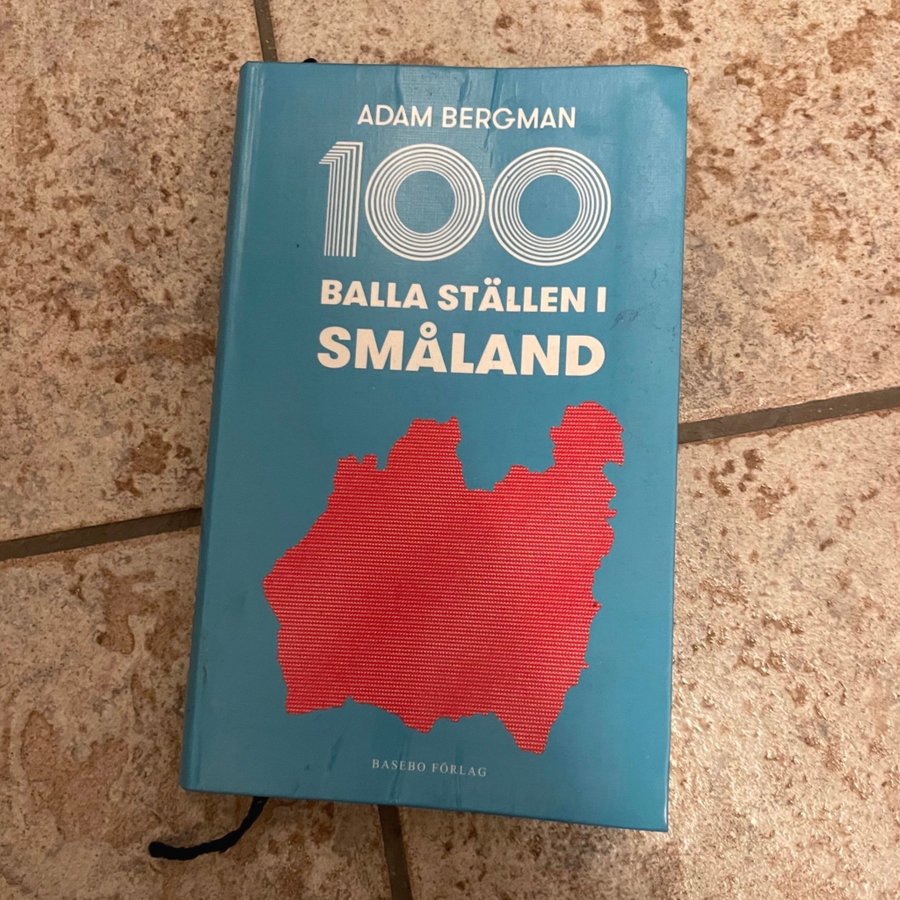 ADAM BERGMAN
100
BALLA STÄLLEN I
SMÅLAND
BASEBO FÖRLAG